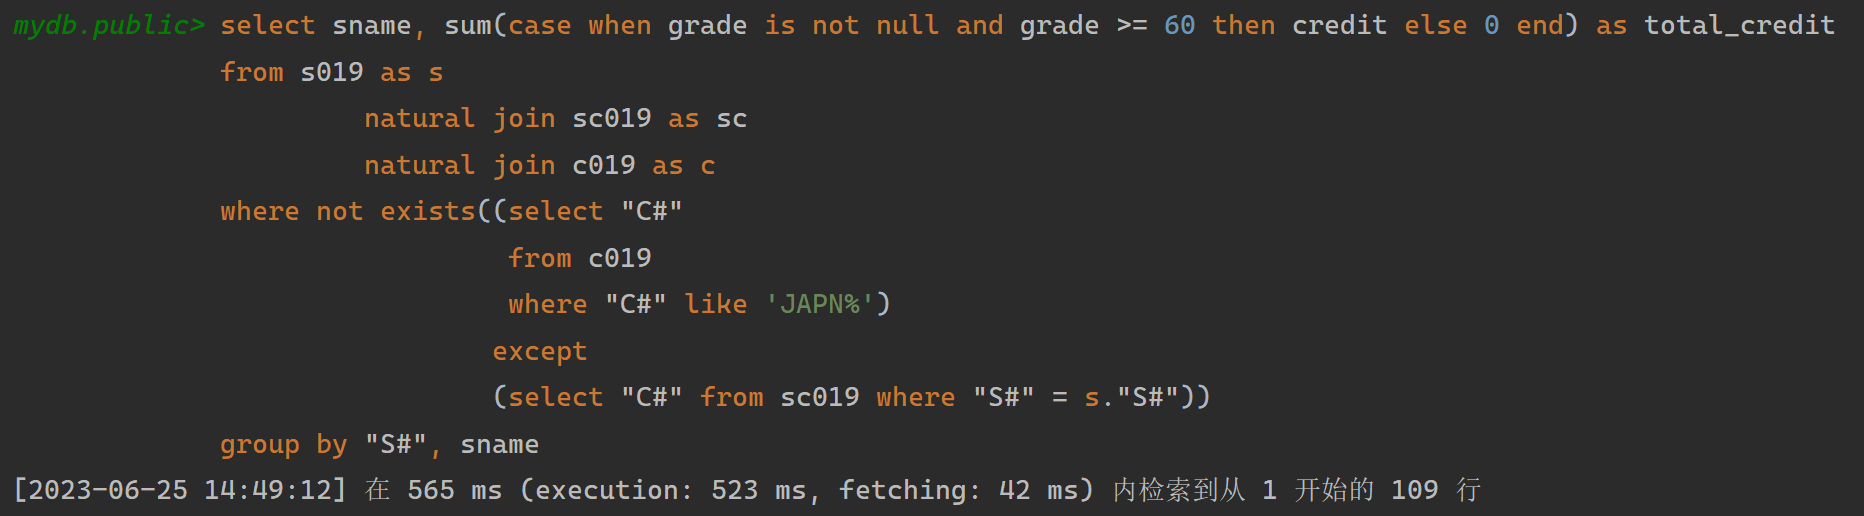 mydb.public> select sname, sum(case when grade is not null and grade >= 60 then credit else 0 end) as total_credit
from s019 as s
natural join sc019 as sc
natural join c019 as c
where not exists((select "C#"
from c019
where "C#" like 'JAPN%')
except
(select "C#" from sc019 where "S#" = s."S#"))
group by "S#", sname
[2023-06-25 14:49:12] 在 565 ms (execution: 523 ms, fetching: 42 ms) 内检索到从 1 开始的 109 行